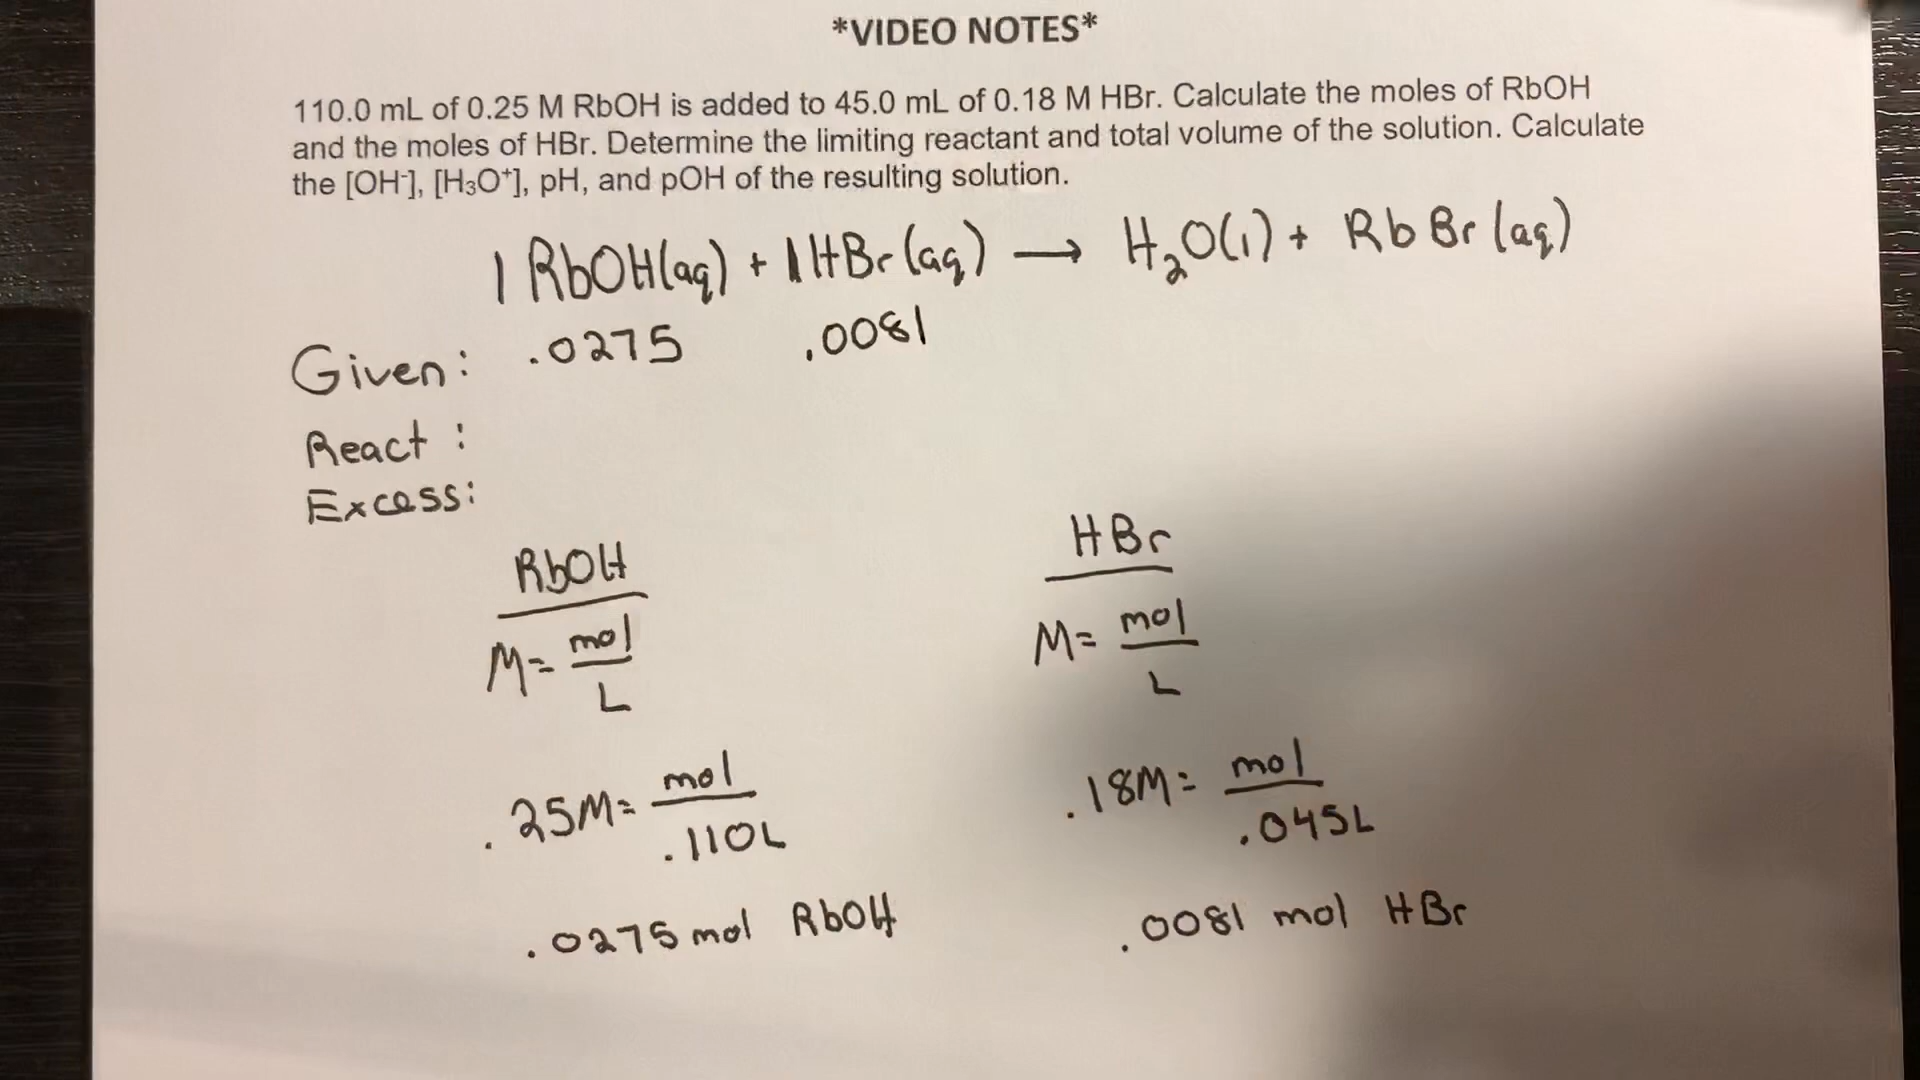 *VIDEO NOTES*
110.0 mL of 0.25 M RbOH is added to 45.0 mL of 0.18 M HBr. Calculate the moles of RbOH
and the moles of HBr. Determine the limiting reactant and total volume of the solution. Calculate
the [OH⁻], [H₃O⁺], pH, and pOH of the resulting solution.
1 RbOH(aq) + 1 HBr(aq) → H₂O(l) + RbBr(aq)
Given: .0275 .0081
React:
Excess:
RbOH
M= mol
L
.25M= mol
.110L
.0275 mol RbOH
HBr
M= mol
L
.18M= mol
.045L
.0081 mol HBr